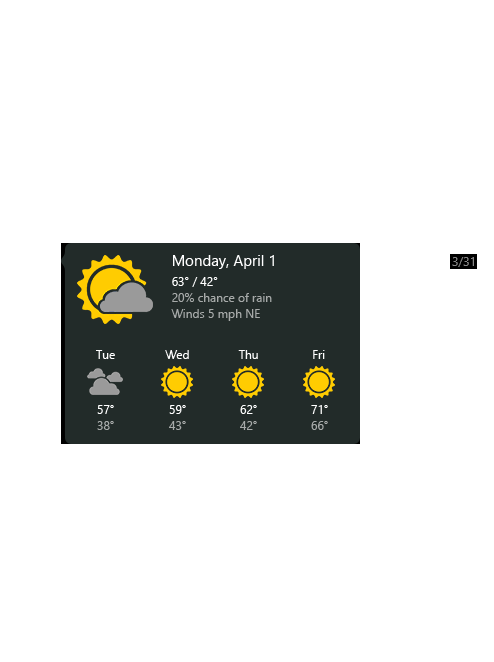 Monday, April 1
3/31
63° / 42°
20% chance of rain
Winds 5 mph NE
Tue Wed Thu Fri
57° 59° 62° 71°
38° 43° 42° 66°